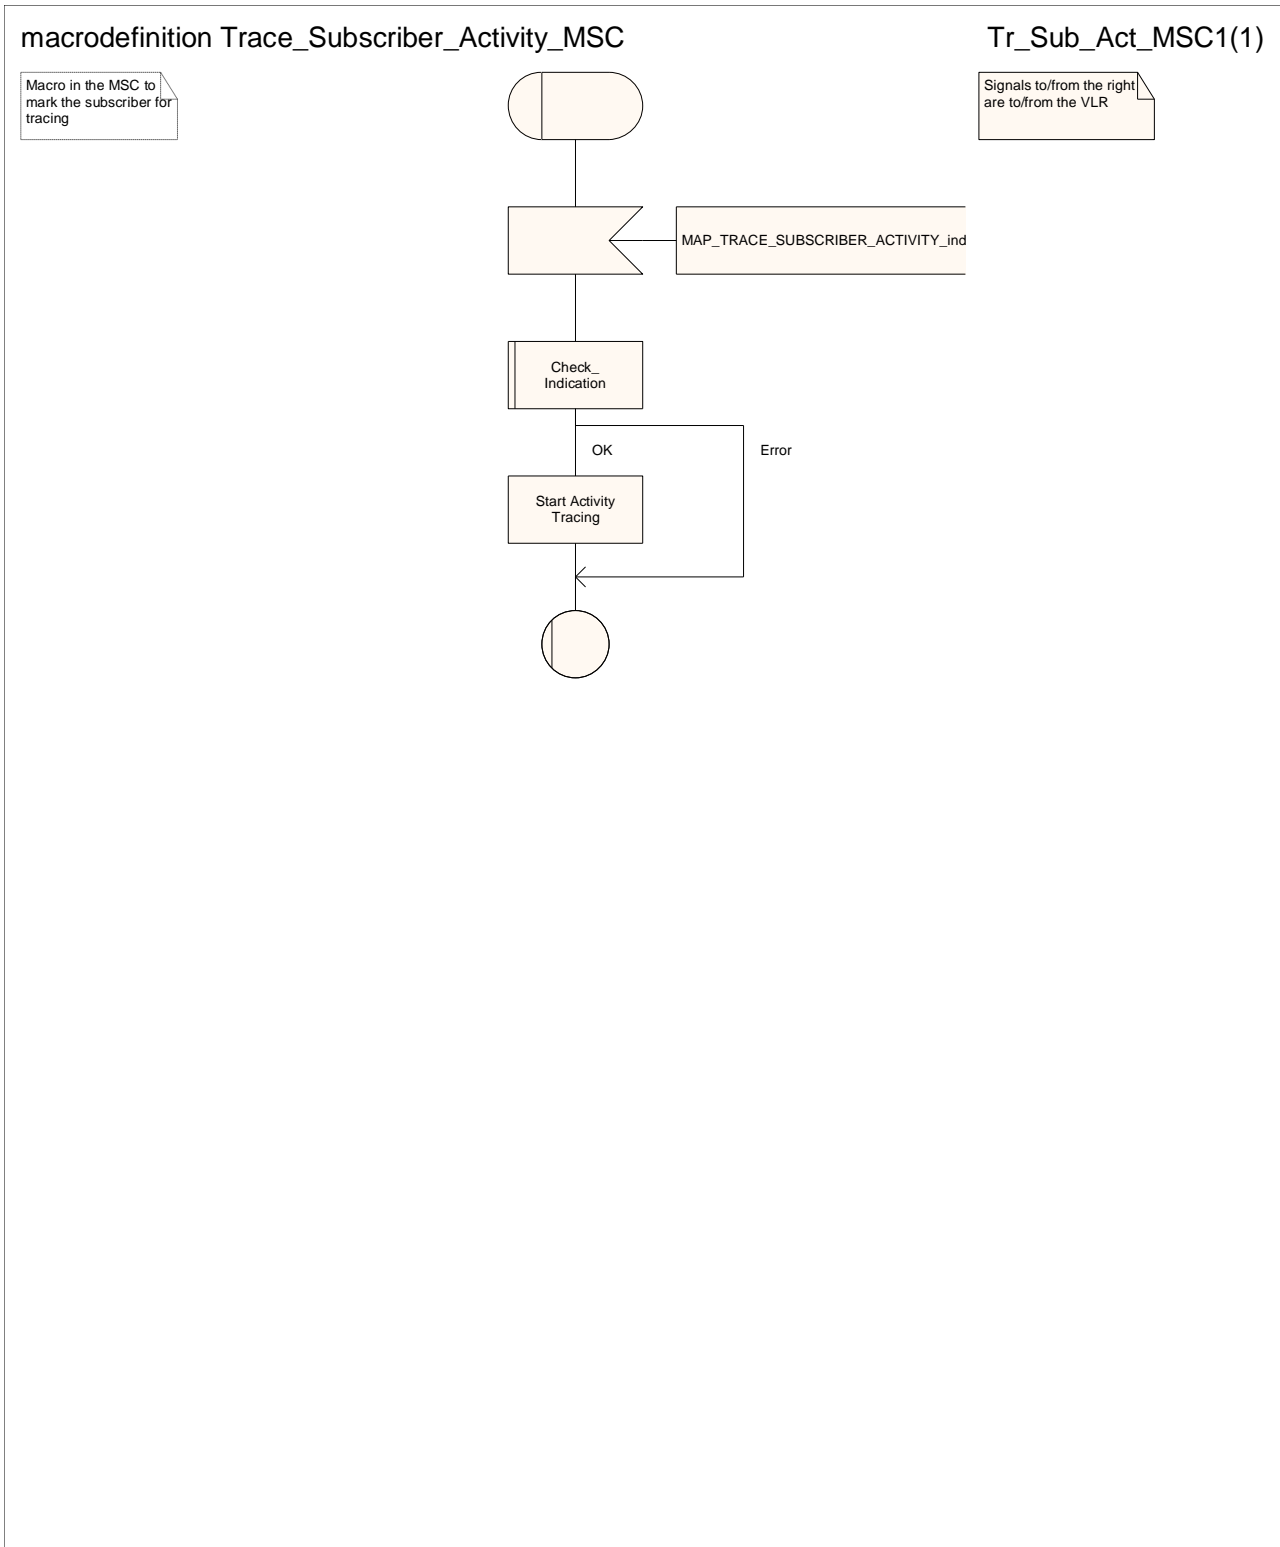 macrodefinition Trace_Subscriber_Activity_MSC
Tr_Sub_Act_MSC1(1)
Macro in the MSC to
mark the subscriber for
tracing
Signals to/from the right
are to/from the VLR
MAP_TRACE_SUBSCRIBER_ACTIVITY_ind
Check_
Indication
OK
Error
Start Activity
Tracing